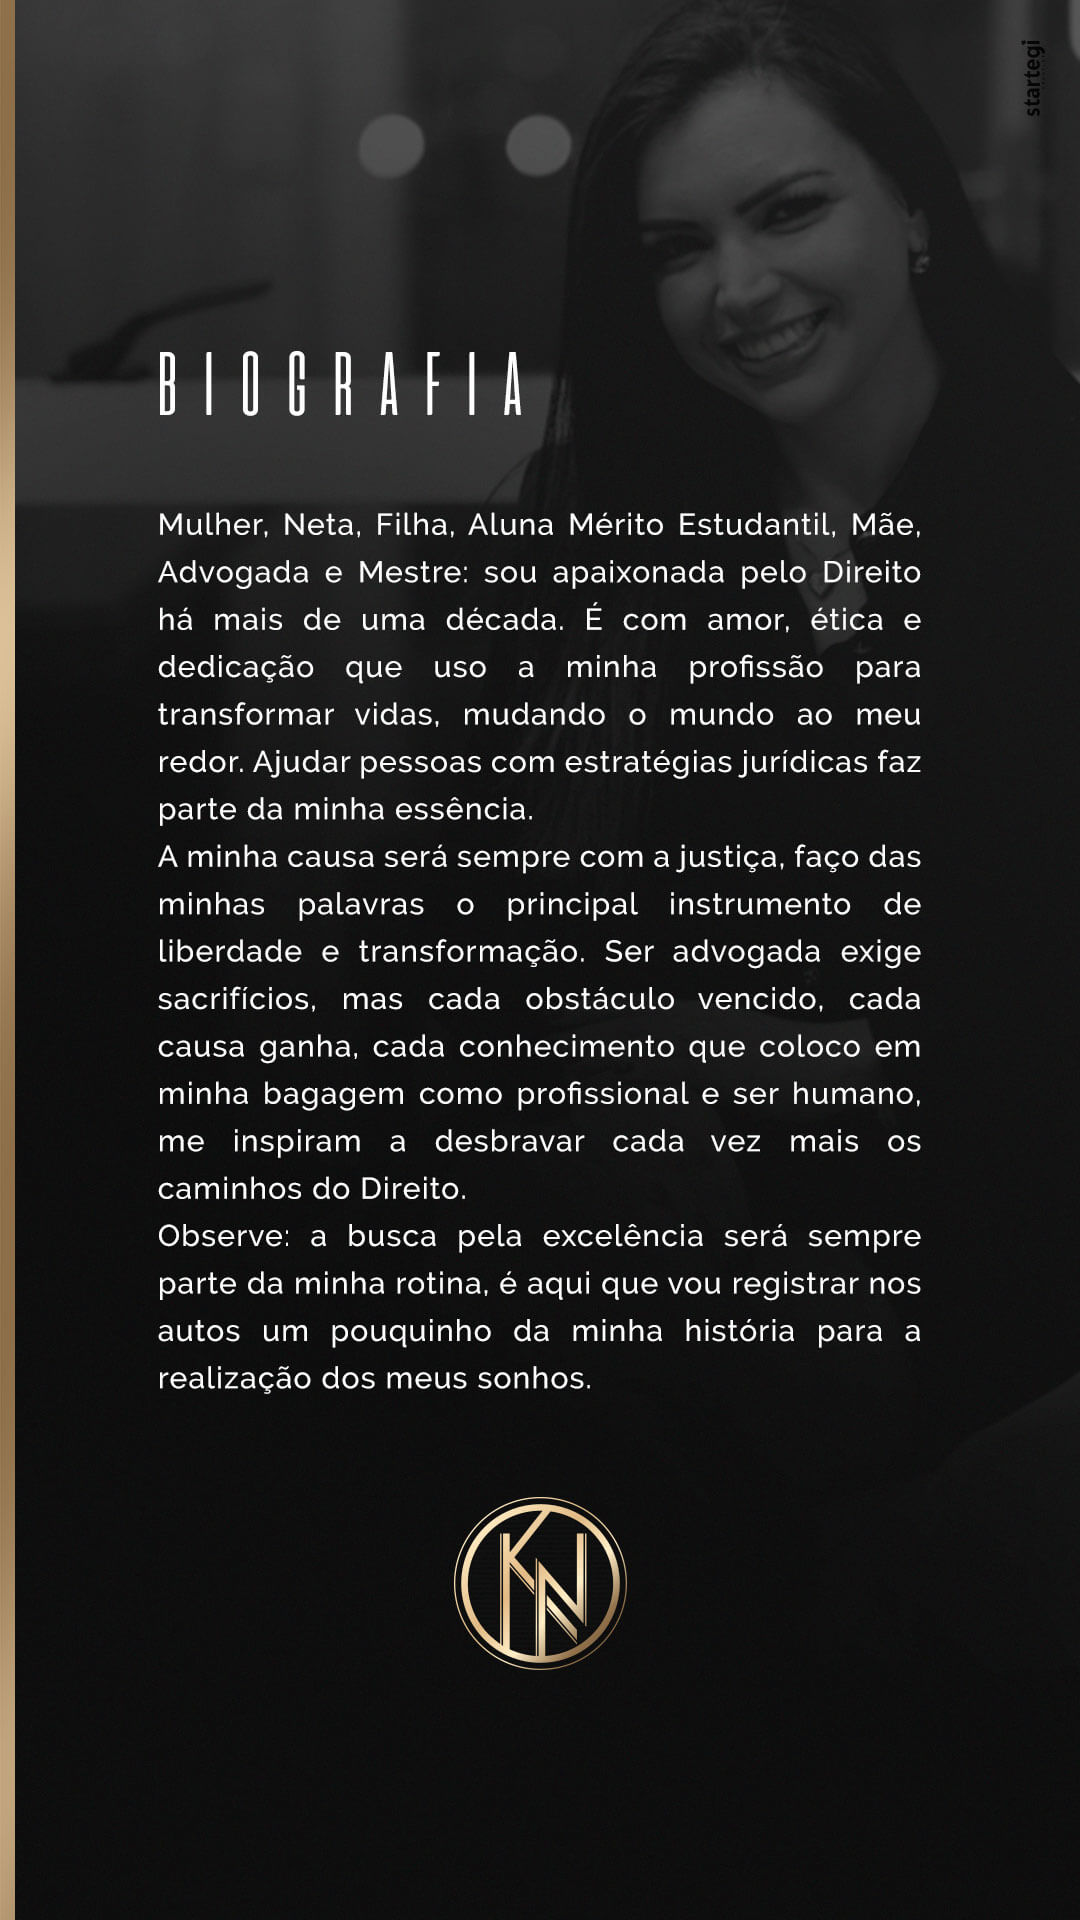 startegi
BIOGRAFIA
Mulher, Neta, Filha, Aluna Mérito Estudantil, Mãe,
Advogada e Mestre: sou apaixonada pelo Direito
há mais de uma década. É com amor, ética e
dedicação que uso a minha profissão para
transformar vidas, mudando o mundo ao meu
redor. Ajudar pessoas com estratégias jurídicas faz
parte da minha essência.
A minha causa será sempre com a justiça, faço das
minhas palavras o principal instrumento de
liberdade e transformação. Ser advogada exige
sacrifícios, mas cada obstáculo vencido, cada
causa ganha, cada conhecimento que coloco em
minha bagagem como profissional e ser humano,
me inspiram a desbravar cada vez mais os
caminhos do Direito.
Observe: a busca pela excelência será sempre
parte da minha rotina, é aqui que vou registrar nos
autos um pouquinho da minha história para a
realização dos meus sonhos.
KN